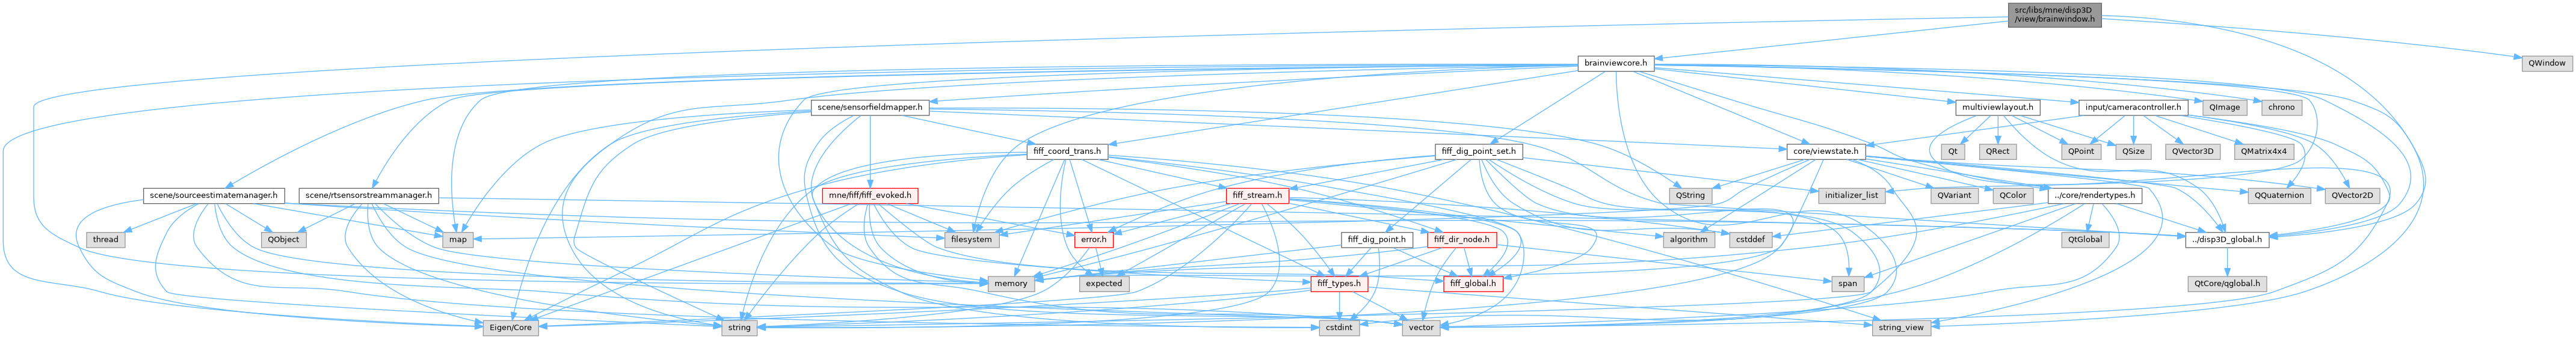 src/libs/mne/disp3D
/view/brainwindow.h
brainviewcore.h
QWindow
scene/sensorfieldmapper.h
multiviewlayout.h
input/cameracontroller.h
QImage
chrono
fiff_coord_trans.h
fiff_dig_point_set.h
core/viewstate.h
Qt
QRect
QPoint
QSize
QVector3D
QMatrix4x4
scene/sourceestimatemanager.h
scene/rtsensorstreammanager.h
mne/fiff/fiff_evoked.h
fiff_stream.h
QString
initializer_list
QVariant
QColor
../core/rendertypes.h
QQuaternion
QVector2D
thread
QObject
map
filesystem
error.h
fiff_dig_point.h
fiff_dir_node.h
algorithm
cstddef
QtGlobal
../disp3D_global.h
memory
expected
fiff_types.h
fiff_global.h
span
QtCore/qglobal.h
Eigen/Core
string
cstdint
vector
string_view